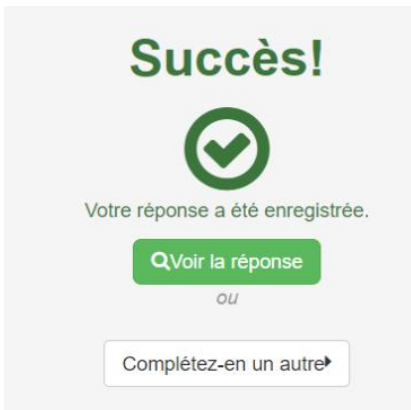 Succès!
Votre réponse a été enregistrée.
Voir la réponse
ou
Complétez-en un autre